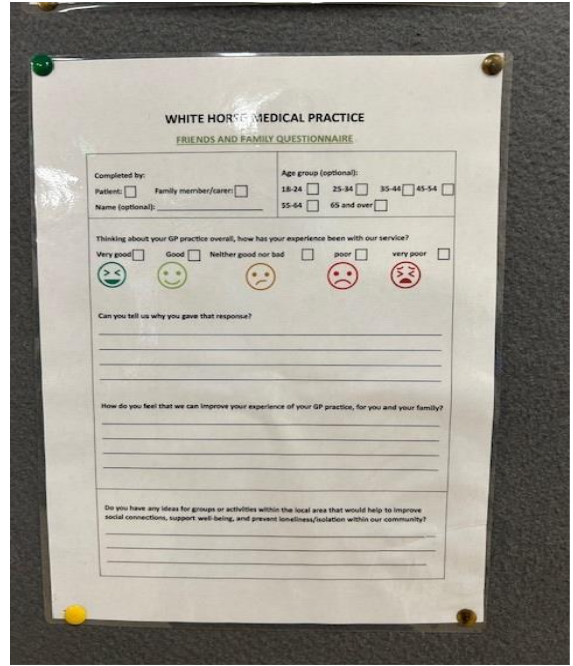 WHITE HORSE MEDICAL PRACTICE
FRIENDS AND FAMILY QUESTIONNAIRE
Completed by:
Patient: Family member/carer:
Name (optional):
Age group (optional):
18-24 25-34 35-44 45-54
55-64 65 and over
Thinking about your GP practice overall, how has your experience been with our service?
Very good Good Neither good nor bad poor very poor
Can you tell us why you gave that response?
How do you feel that we can improve your experience of your GP practice, for you and your family?
Do you have any ideas for groups or activities within the local area that would help to improve
social connections, support well-being, and prevent loneliness/isolation within our community?